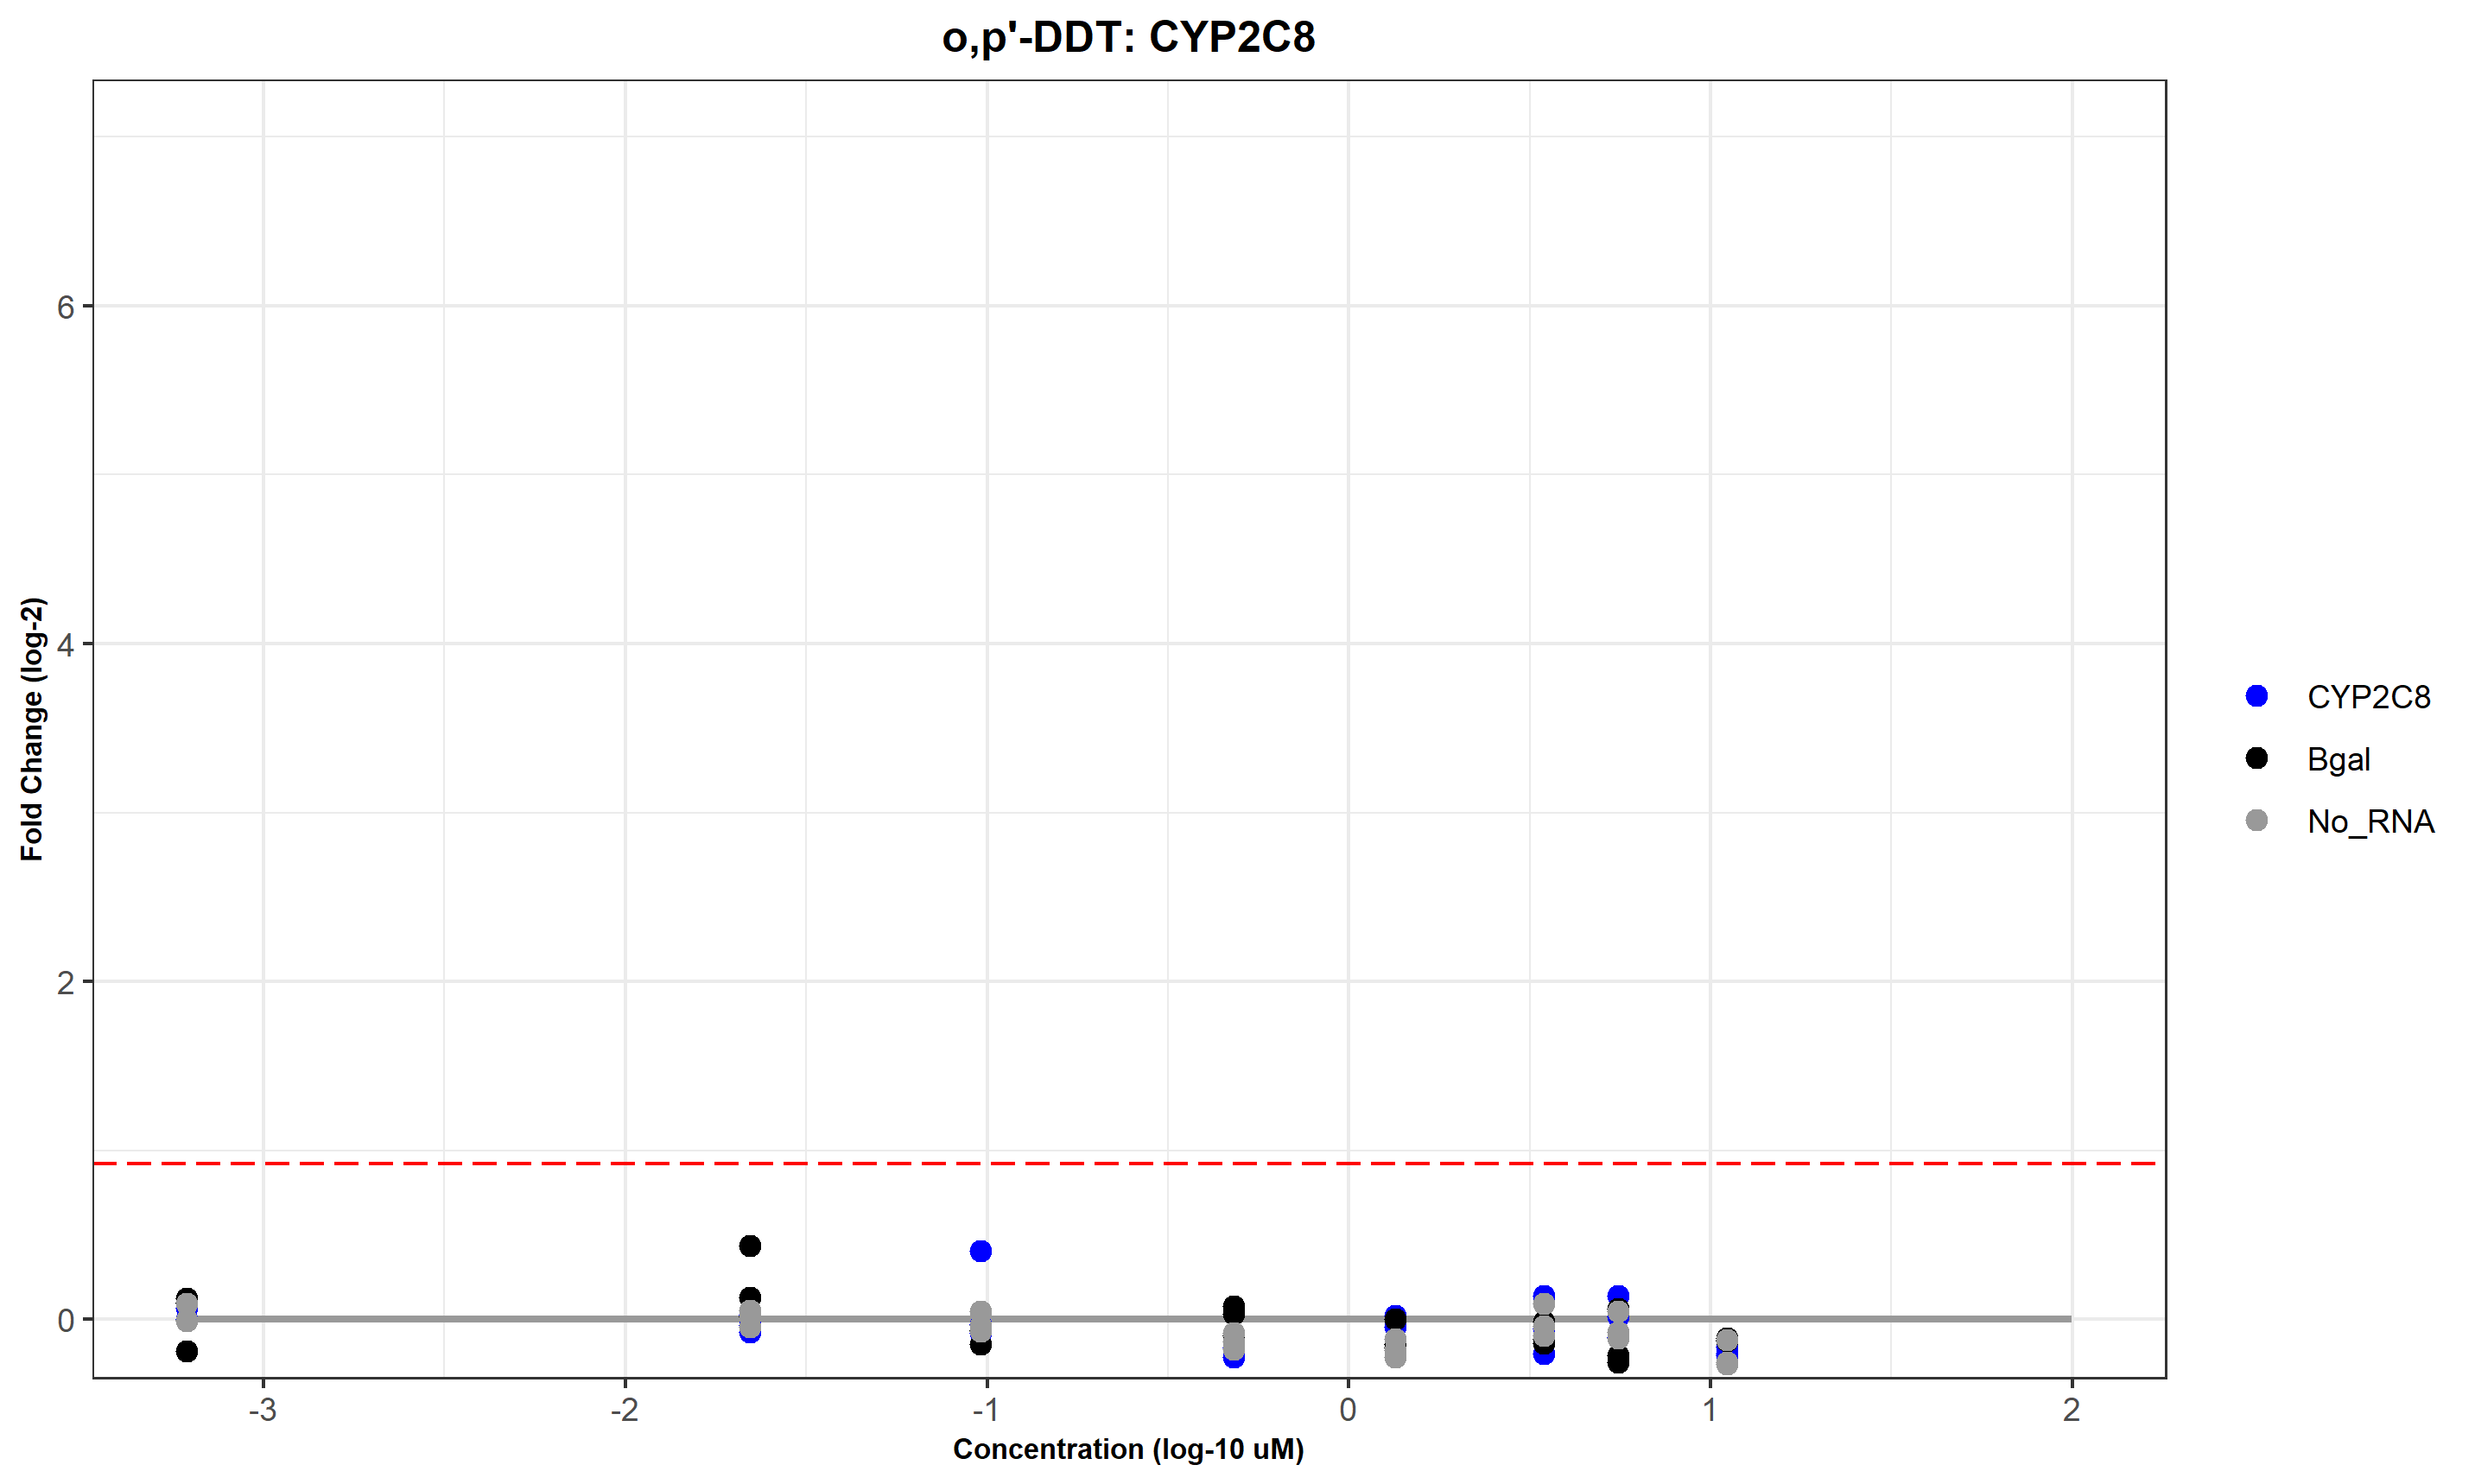 o,p'-DDT: CYP2C8
Fold Change (log-2)
6
4
2
0
-3
-2
-1
0
1
2
Concentration (log-10 uM)
CYP2C8
Bgal
No_RNA